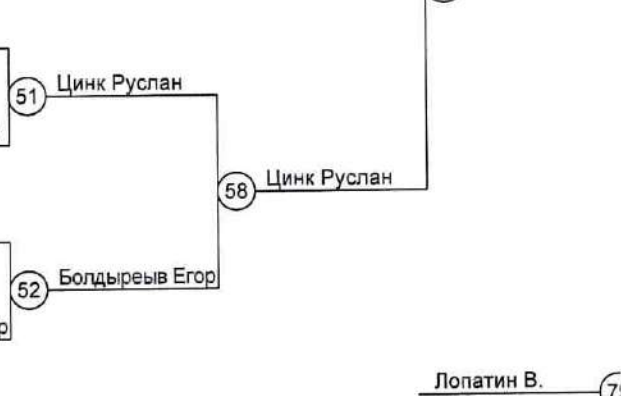 51 Цинк Руслан
58 Цинк Руслан
52 Болдыреыв Егор
р
Лопатин В.